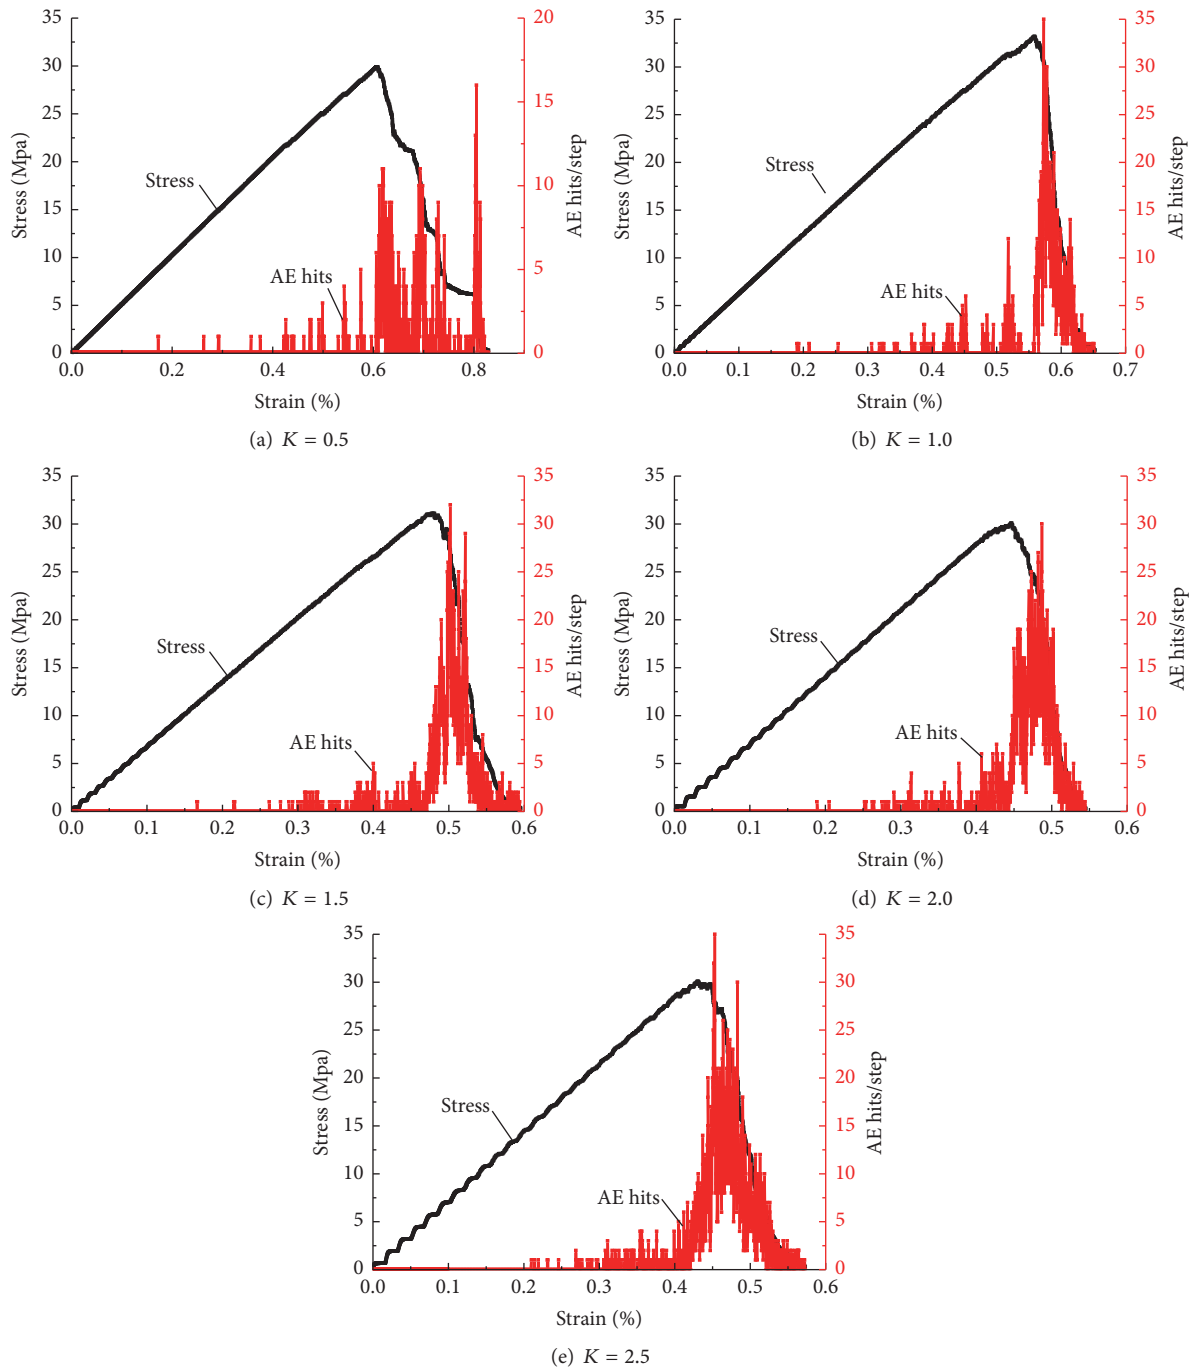 35
30
25
20
15
10
5
0
Stress (Mpa)
Stress
AE hits
20
15
10
5
0
AE hits/step
0.0 0.2 0.4 0.6 0.8
Strain (%)
(a) K = 0.5
35
30
25
20
15
10
5
0
Stress (Mpa)
Stress
AE hits
35
30
25
20
15
10
5
0
AE hits/step
0.0 0.1 0.2 0.3 0.4 0.5 0.6 0.7
Strain (%)
(b) K = 1.0
35
30
25
20
15
10
5
0
Stress (Mpa)
Stress
AE hits
35
30
25
20
15
10
5
0
AE hits/step
0.0 0.1 0.2 0.3 0.4 0.5 0.6
Strain (%)
(c) K = 1.5
35
30
25
20
15
10
5
0
Stress (Mpa)
Stress
AE hits
35
30
25
20
15
10
5
0
AE hits/step
0.0 0.1 0.2 0.3 0.4 0.5 0.6
Strain (%)
(d) K = 2.0
35
30
25
20
15
10
5
0
Stress (Mpa)
Stress
AE hits
35
30
25
20
15
10
5
0
AE hits/step
0.0 0.1 0.2 0.3 0.4 0.5 0.6
Strain (%)
(e) K = 2.5